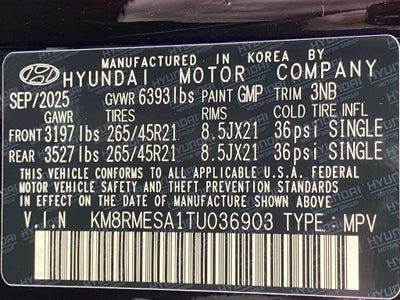 MANUFACTURED IN KOREA BY
HYUNDAI MOTOR COMPANY
SEP/2025 GVWR 6393lbs PAINT GMP TRIM 3NB
GAWR TIRES RIMS COLD TIRE INFL
FRONT 3197lbs 265/45R21 8.5JX21 36psi SINGLE
REAR 3527lbs 265/45R21 8.5JX21 36psi SINGLE
THIS VEHICLE CONFORMS TO ALL APPLICABLE U.S.A. FEDERAL
MOTOR VEHICLE SAFETY AND THEFT PREVENTION STANDARDS
IN EFFECT ON THE DATE OF MANUFACTURE SHOWN ABOVE
V.I.N KM8RMESA1TU036903 TYPE: MPV